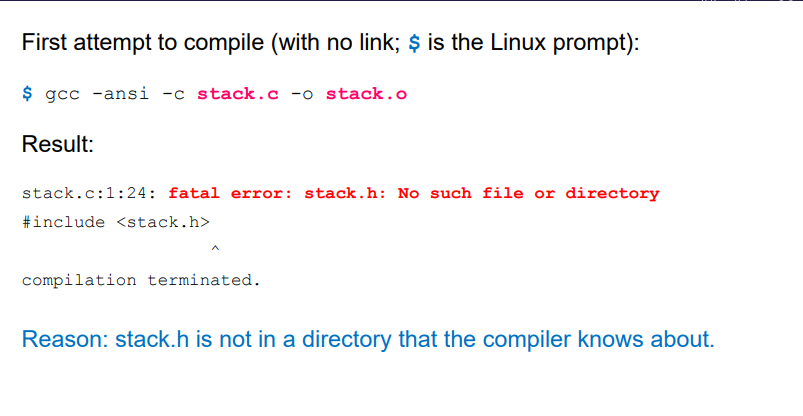 First attempt to compile (with no link; $ is the Linux prompt):
$ gcc -ansi -c stack.c -o stack.o
Result:
stack.c:1:24: fatal error: stack.h: No such file or directory
#include <stack.h>
^
compilation terminated.
Reason: stack.h is not in a directory that the compiler knows about.